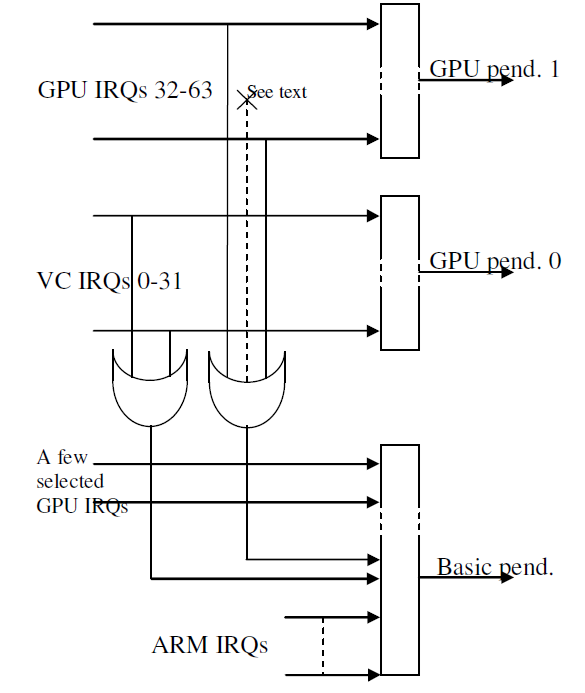 GPU pend. 1
GPU IRQs 32-63
See text
GPU pend. 0
VC IRQs 0-31
A few
selected
GPU IRQs
Basic pend.
ARM IRQs